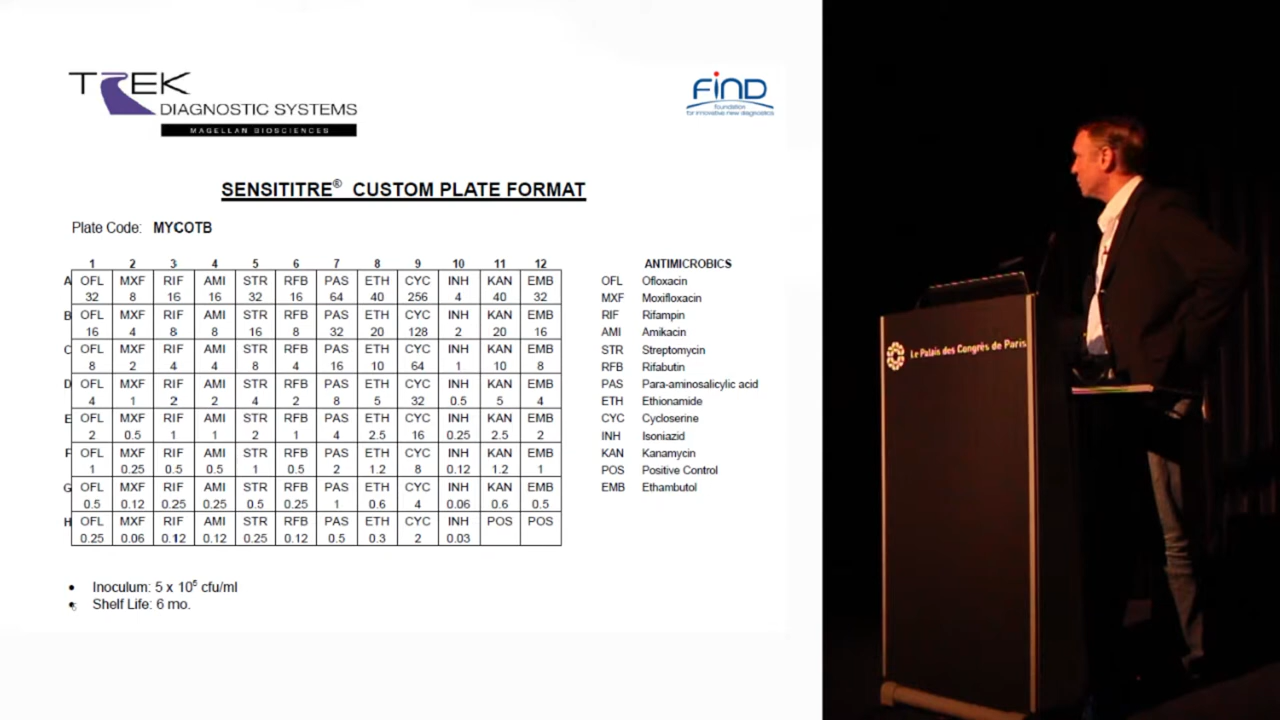 TREK
DIAGNOSTIC SYSTEMS
MAGELLAN BIOSCIENCES
FIND
foundation
for innovative new diagnostics
SENSITITRE® CUSTOM PLATE FORMAT
Plate Code: MYCOTB
1 2 3 4 5 6 7 8 9 10 11 12
A OFL MXF RIF AMI STR RFB PAS ETH CYC INH KAN EMB
32 8 16 16 32 16 64 40 256 4 40 32
B OFL MXF RIF AMI STR RFB PAS ETH CYC INH KAN EMB
16 4 8 8 16 8 32 20 128 2 20 16
C OFL MXF RIF AMI STR RFB PAS ETH CYC INH KAN EMB
8 2 4 4 8 4 16 10 64 1 10 8
D OFL MXF RIF AMI STR RFB PAS ETH CYC INH KAN EMB
4 1 2 2 4 2 8 5 32 0.5 5 4
E OFL MXF RIF AMI STR RFB PAS ETH CYC INH KAN EMB
2 0.5 1 1 2 1 4 2.5 16 0.25 2.5 2
F OFL MXF RIF AMI STR RFB PAS ETH CYC INH KAN EMB
1 0.25 0.5 0.5 1 0.5 2 1.2 8 0.12 1.2 1
G OFL MXF RIF AMI STR RFB PAS ETH CYC INH KAN EMB
0.5 0.12 0.25 0.25 0.5 0.25 1 0.6 4 0.06 0.6 0.5
H OFL MXF RIF AMI STR RFB PAS ETH CYC INH POS POS
0.25 0.06 0.12 0.12 0.25 0.12 0.5 0.3 2 0.03
ANTIMICROBICS
OFL Ofloxacin
MXF Moxifloxacin
RIF Rifampin
AMI Amikacin
STR Streptomycin
RFB Rifabutin
PAS Para-aminosalicylic acid
ETH Ethionamide
CYC Cycloserine
INH Isoniazid
KAN Kanamycin
POS Positive Control
EMB Ethambutol
• Inoculum: 5 x 10⁵ cfu/ml
• Shelf Life: 6 mo.
Le Palais des Congrès de Paris